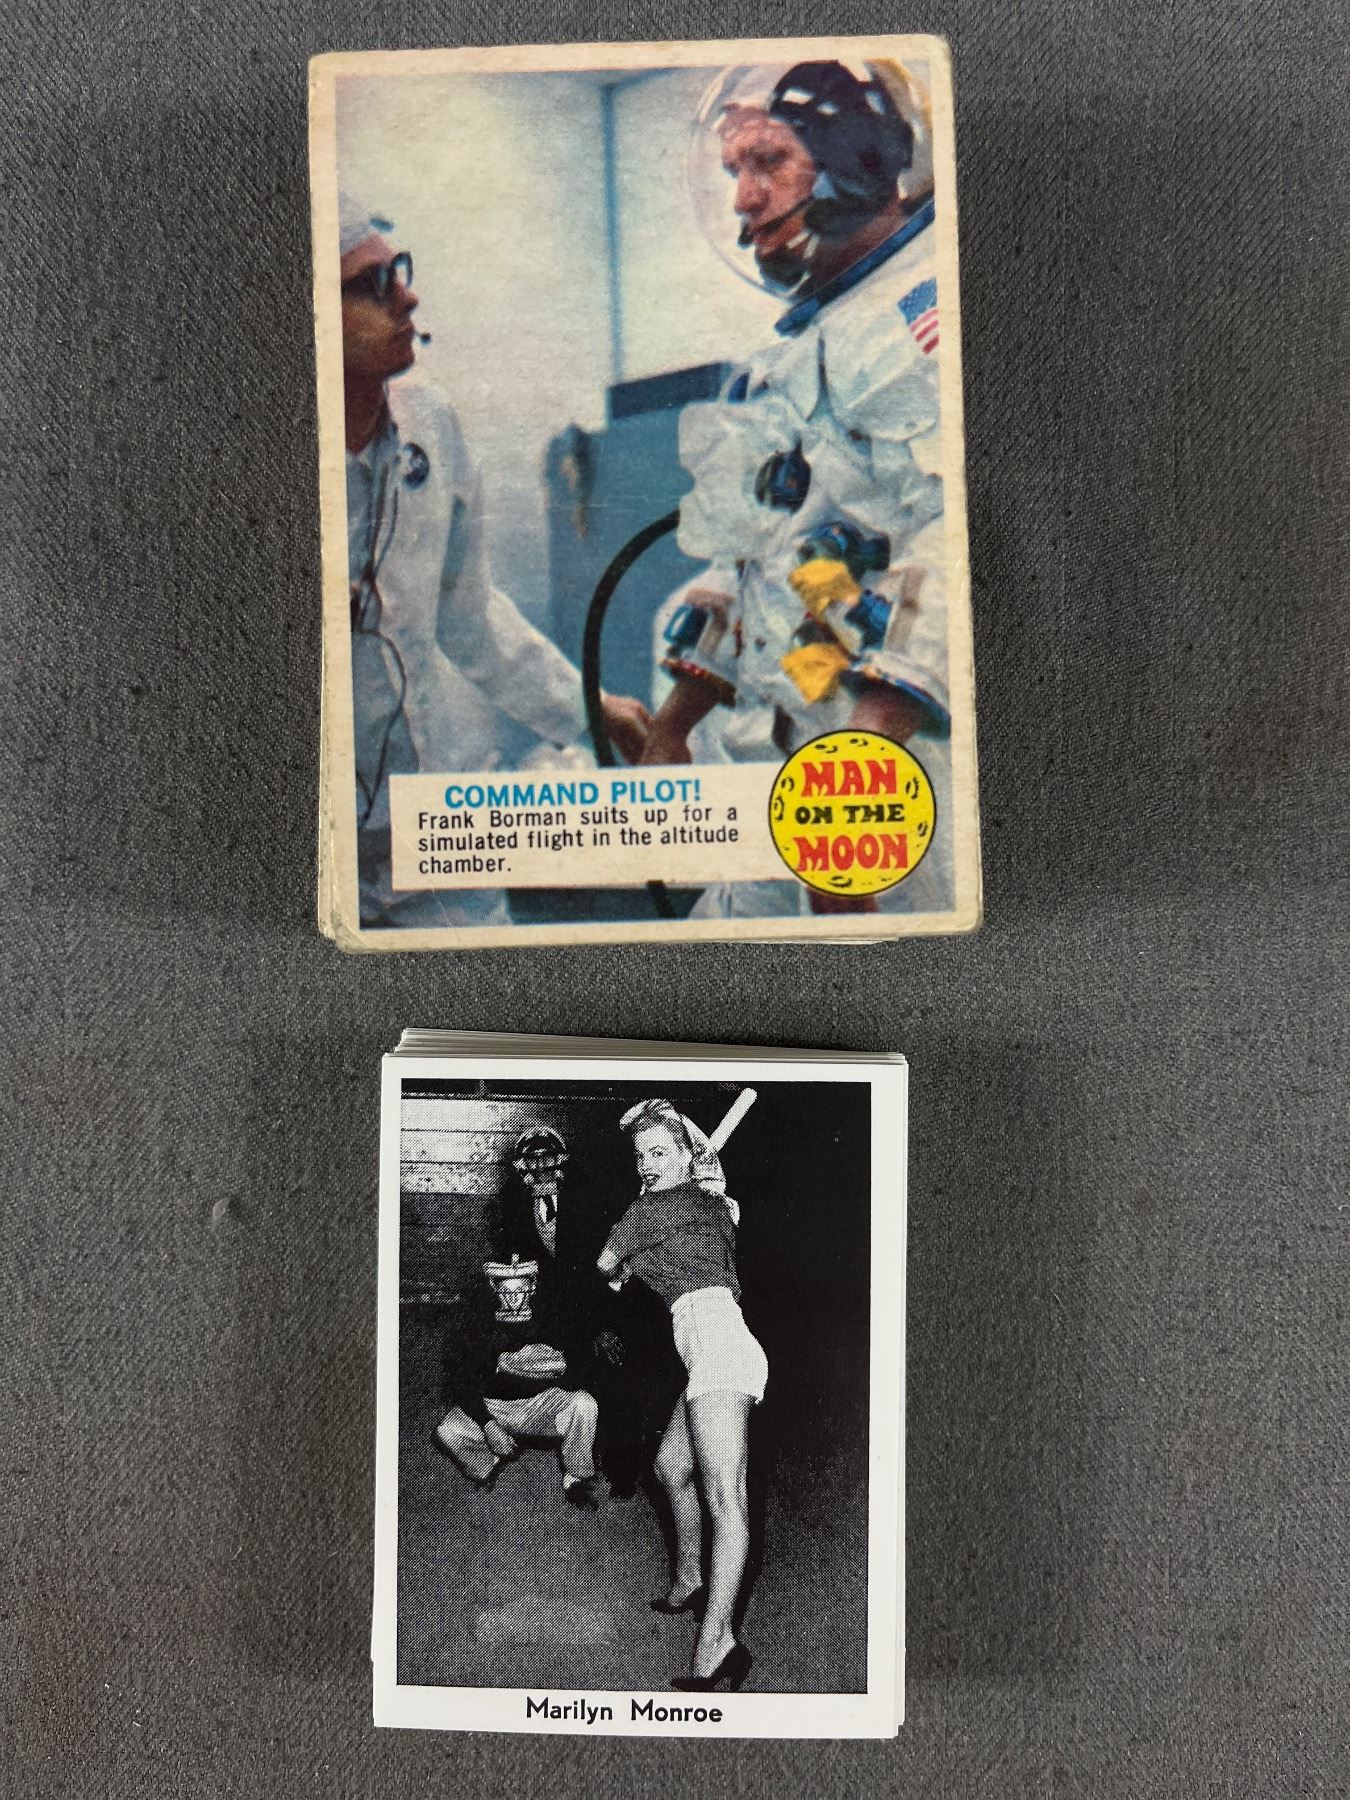 COMMAND PILOT!
Frank Borman suits up for a
simulated flight in the altitude
chamber.
MAN
ON THE
MOON
Marilyn Monroe